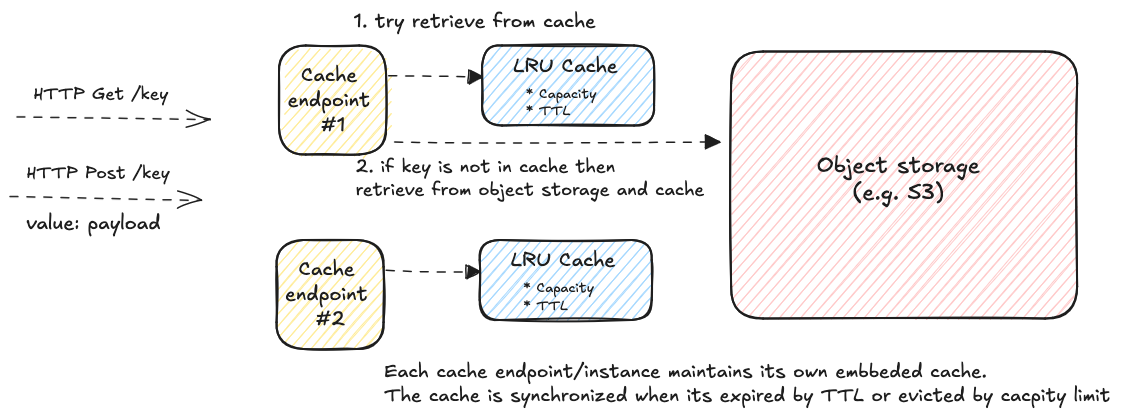 1. try retrieve from cache
HTTP Get /key
Cache
endpoint
#1
LRU Cache
* Capacity
* TTL
HTTP Post /key
value: payload
2. if key is not in cache then
retrieve from object storage and cache
Object storage
(e.g. S3)
Cache
endpoint
#2
LRU Cache
* Capacity
* TTL
Each cache endpoint/instance maintains its own embbeded cache.
The cache is synchronized when its expired by TTL or evicted by cacpity limit